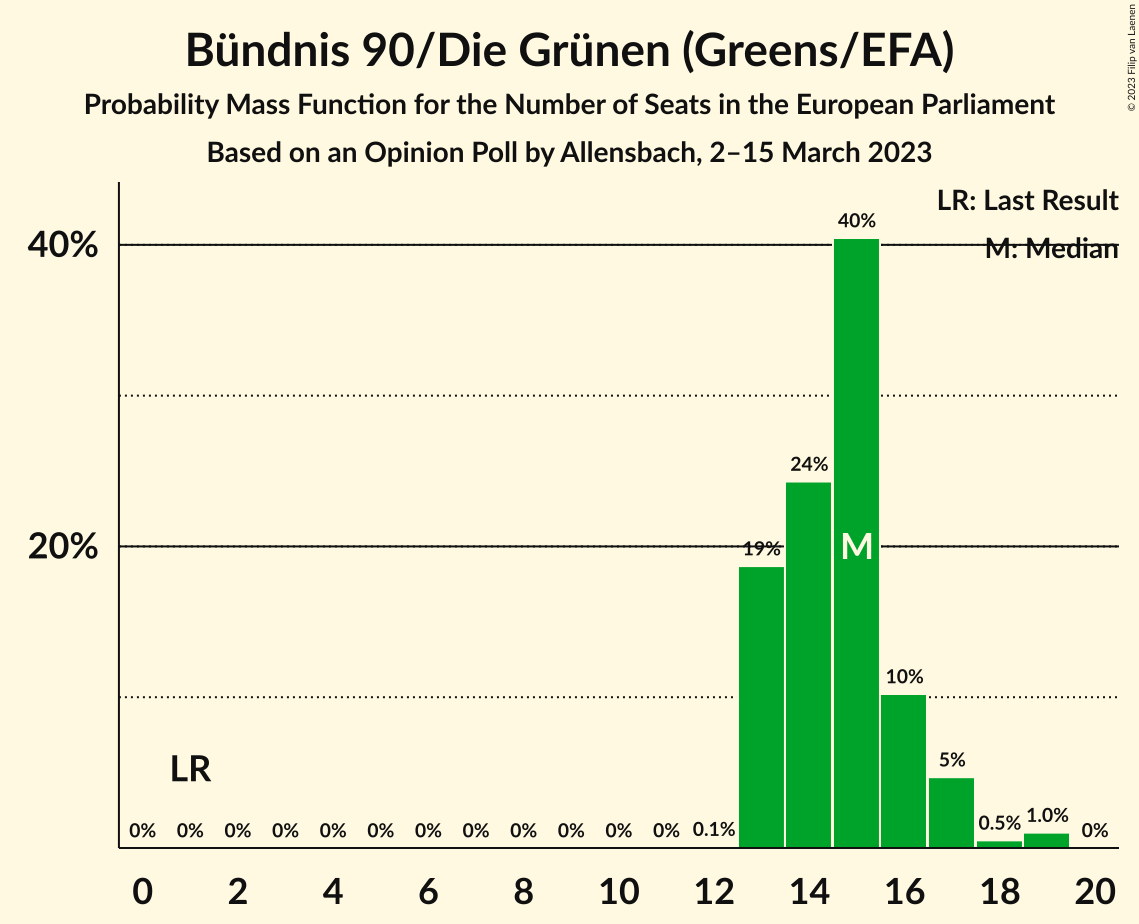 Bündnis 90/Die Grünen (Greens/EFA)
Probability Mass Function for the Number of Seats in the European Parliament
Based on an Opinion Poll by Allensbach, 2–15 March 2023
© 2023 Filip van Laenen
LR: Last Result
M: Median
40%
20%
40%
24%
19%
M
10%
5%
LR
0% 0% 0% 0% 0% 0% 0% 0% 0% 0% 0% 0% 0.1% 0.5% 1.0% 0%
0 2 4 6 8 10 12 14 16 18 20